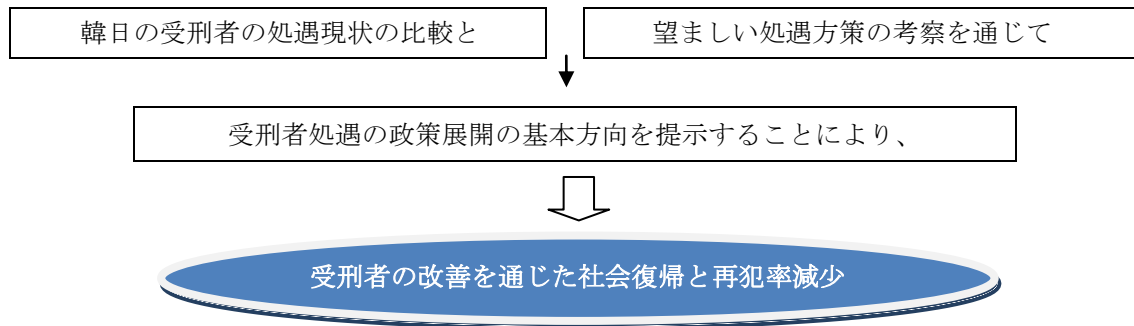 韓日の受刑者の処遇現状の比較と
望ましい処遇方策の考察を通じて
受刑者処遇の政策展開の基本方向を提示することにより、
受刑者の改善を通じた社会復帰と再犯率減少